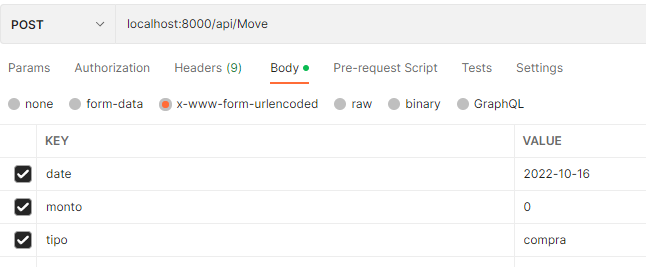 POST localhost:8000/api/Move
Params Authorization Headers (9) Body Pre-request Script Tests Settings
none form-data x-www-form-urlencoded raw binary GraphQL
KEY VALUE
date 2022-10-16
monto 0
tipo compra